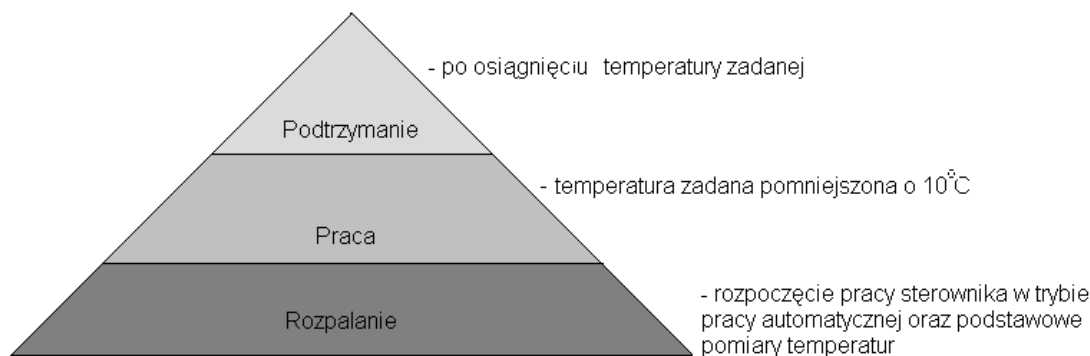 - po osiągnięciu temperatury zadanej
Podtrzymanie
- temperatura zadana pomniejszona o 10°C
Praca
- rozpoczęcie pracy sterownika w trybie
pracy automatycznej oraz podstawowe
pomiary temperatur
Rozpalanie